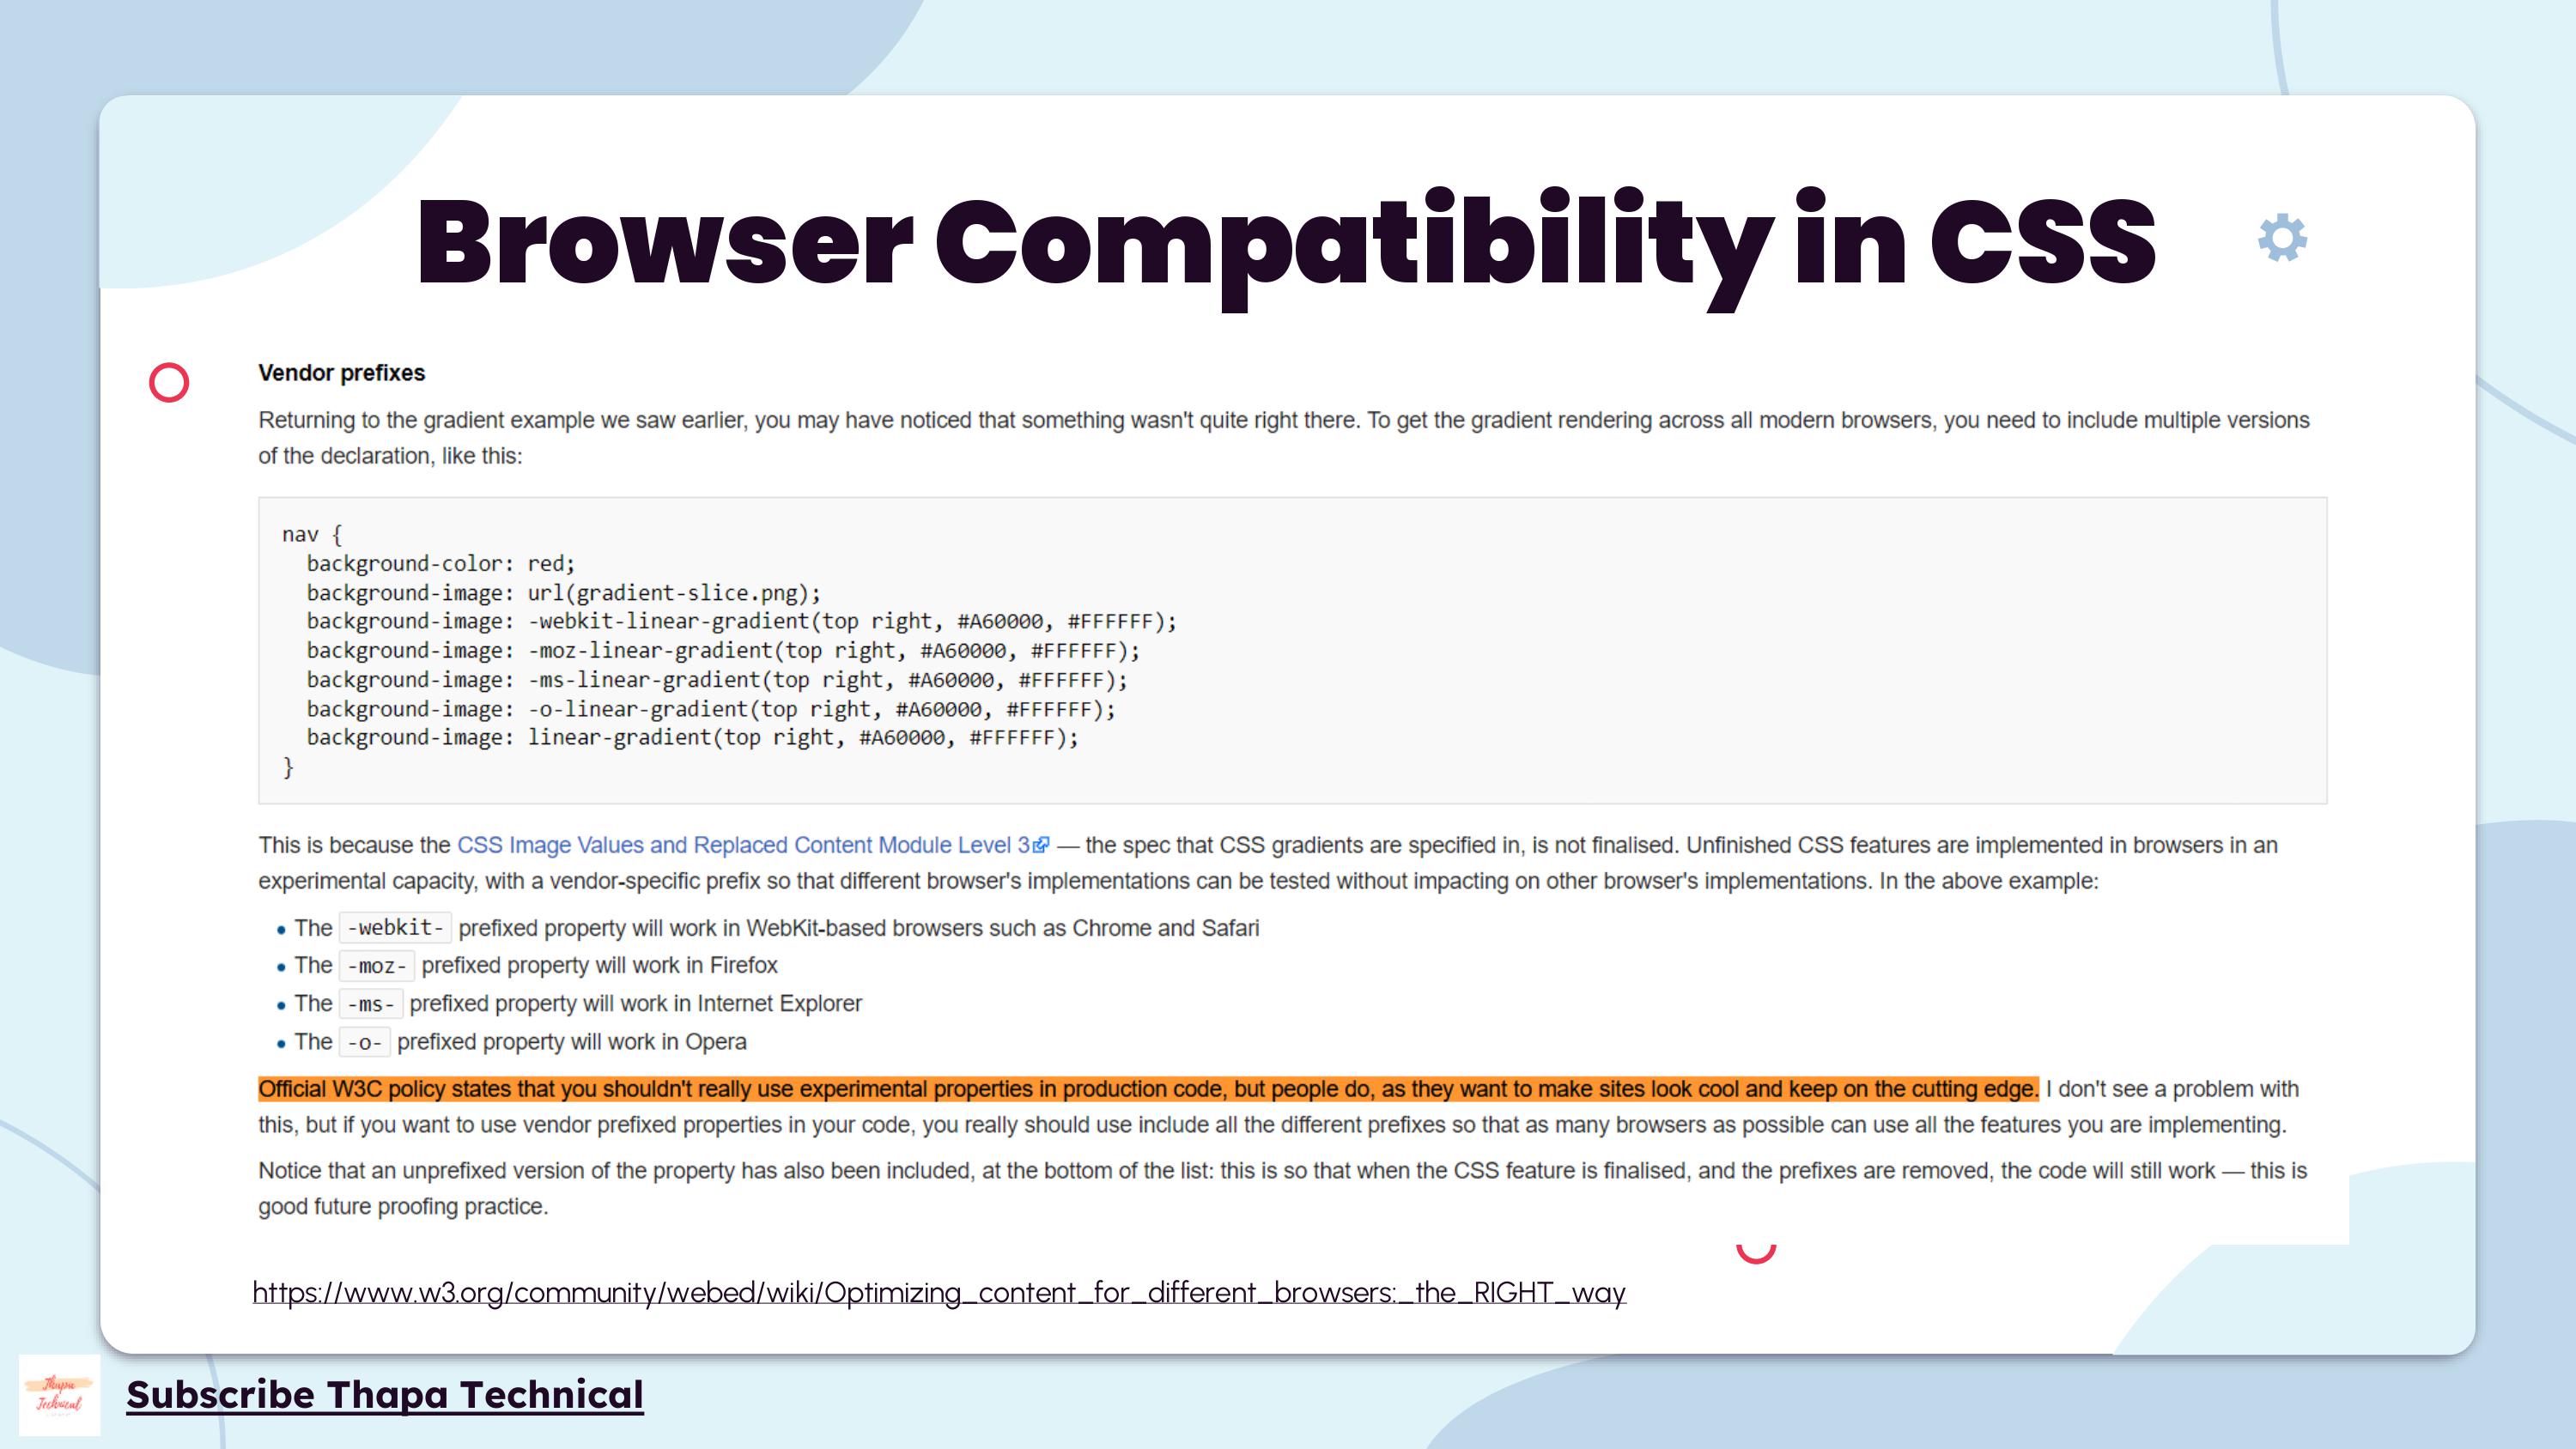 Browser Compatibility in CSS
Vendor prefixes
Returning to the gradient example we saw earlier, you may have noticed that something wasn't quite right there. To get the gradient rendering across all modern browsers, you need to include multiple versions
of the declaration, like this:
nav {
  background-color: red;
  background-image: url(gradient-slice.png);
  background-image: -webkit-linear-gradient(top right, #A60000, #FFFFFF);
  background-image: -moz-linear-gradient(top right, #A60000, #FFFFFF);
  background-image: -ms-linear-gradient(top right, #A60000, #FFFFFF);
  background-image: -o-linear-gradient(top right, #A60000, #FFFFFF);
  background-image: linear-gradient(top right, #A60000, #FFFFFF);
}
This is because the CSS Image Values and Replaced Content Module Level 3 — the spec that CSS gradients are specified in, is not finalised. Unfinished CSS features are implemented in browsers in an
experimental capacity, with a vendor-specific prefix so that different browser's implementations can be tested without impacting on other browser's implementations. In the above example:
• The -webkit- prefixed property will work in WebKit-based browsers such as Chrome and Safari
• The -moz- prefixed property will work in Firefox
• The -ms- prefixed property will work in Internet Explorer
• The -o- prefixed property will work in Opera
Official W3C policy states that you shouldn't really use experimental properties in production code, but people do, as they want to make sites look cool and keep on the cutting edge. I don't see a problem with
this, but if you want to use vendor prefixed properties in your code, you really should use include all the different prefixes so that as many browsers as possible can use all the features you are implementing.
Notice that an unprefixed version of the property has also been included, at the bottom of the list: this is so that when the CSS feature is finalised, and the prefixes are removed, the code will still work — this is
good future proofing practice.
https://www.w3.org/community/webed/wiki/Optimizing_content_for_different_browsers:_the_RIGHT_way
Thapa
Technical
Subscribe Thapa Technical